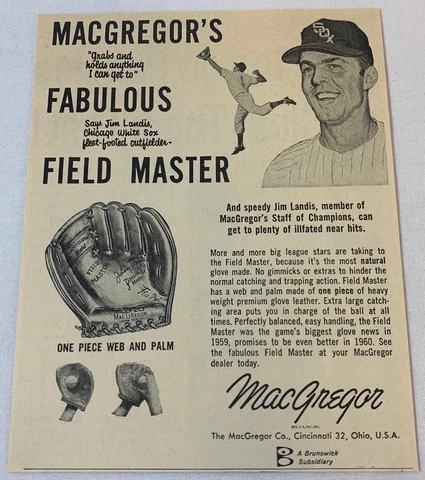 MACGREGOR'S
"grabs and
holds anything
I can get to"
SOX
FABULOUS
Says Jim Landis,
Chicago White Sox
fleet-footed outfielder-
FIELD MASTER
And speedy Jim Landis, member of
MacGregor's Staff of Champions, can
get to plenty of illfated near hits.
More and more big league stars are taking to
the Field Master, because it's the most natural
glove made. No gimmicks or extras to hinder the
normal catching and trapping action. Field Master
has a web and palm made of one piece of heavy
weight premium glove leather. Extra large catch-
ing area puts you in charge of the ball at all
times. Perfectly balanced, easy handling, the Field
Master was the game's biggest glove news in
1959, promises to be even better in 1960. See
the fabulous Field Master at your MacGregor
dealer today.
MACGREGOR
ONE PIECE WEB AND PALM
MacGregor
The MacGregor Co., Cincinnati 32, Ohio, U.S.A.
B A Brunswick
Subsidiary